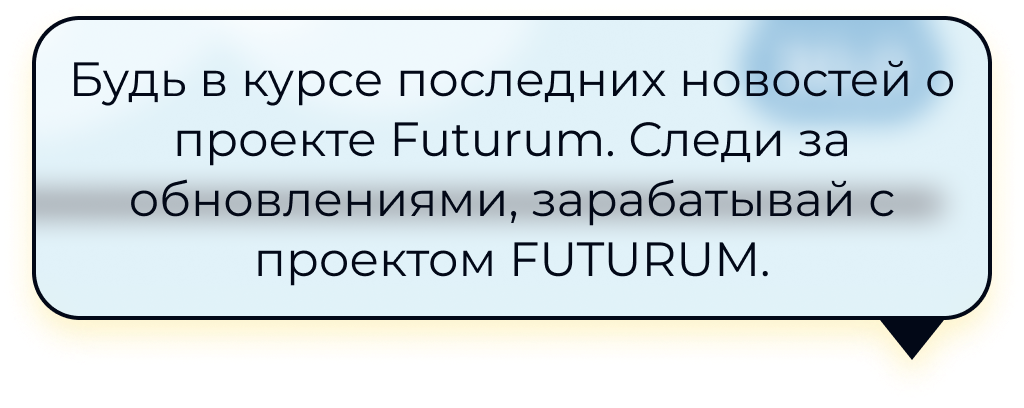 Будь в курсе последних новостей о
проекте Futurum. Следи за
обновлениями, зарабатывай с
проектом FUTURUM.